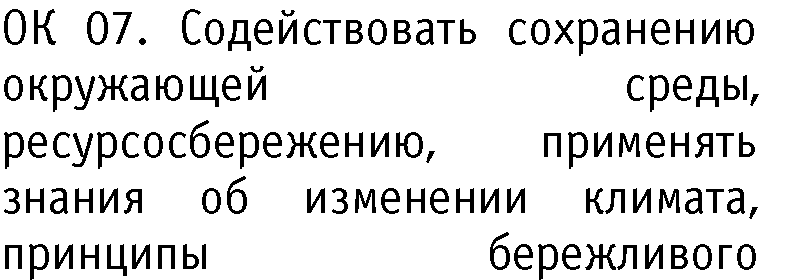 ОК 07. Содействовать сохранению
окружающей среды,
ресурсосбережению, применять
знания об изменении климата,
принципы бережливого